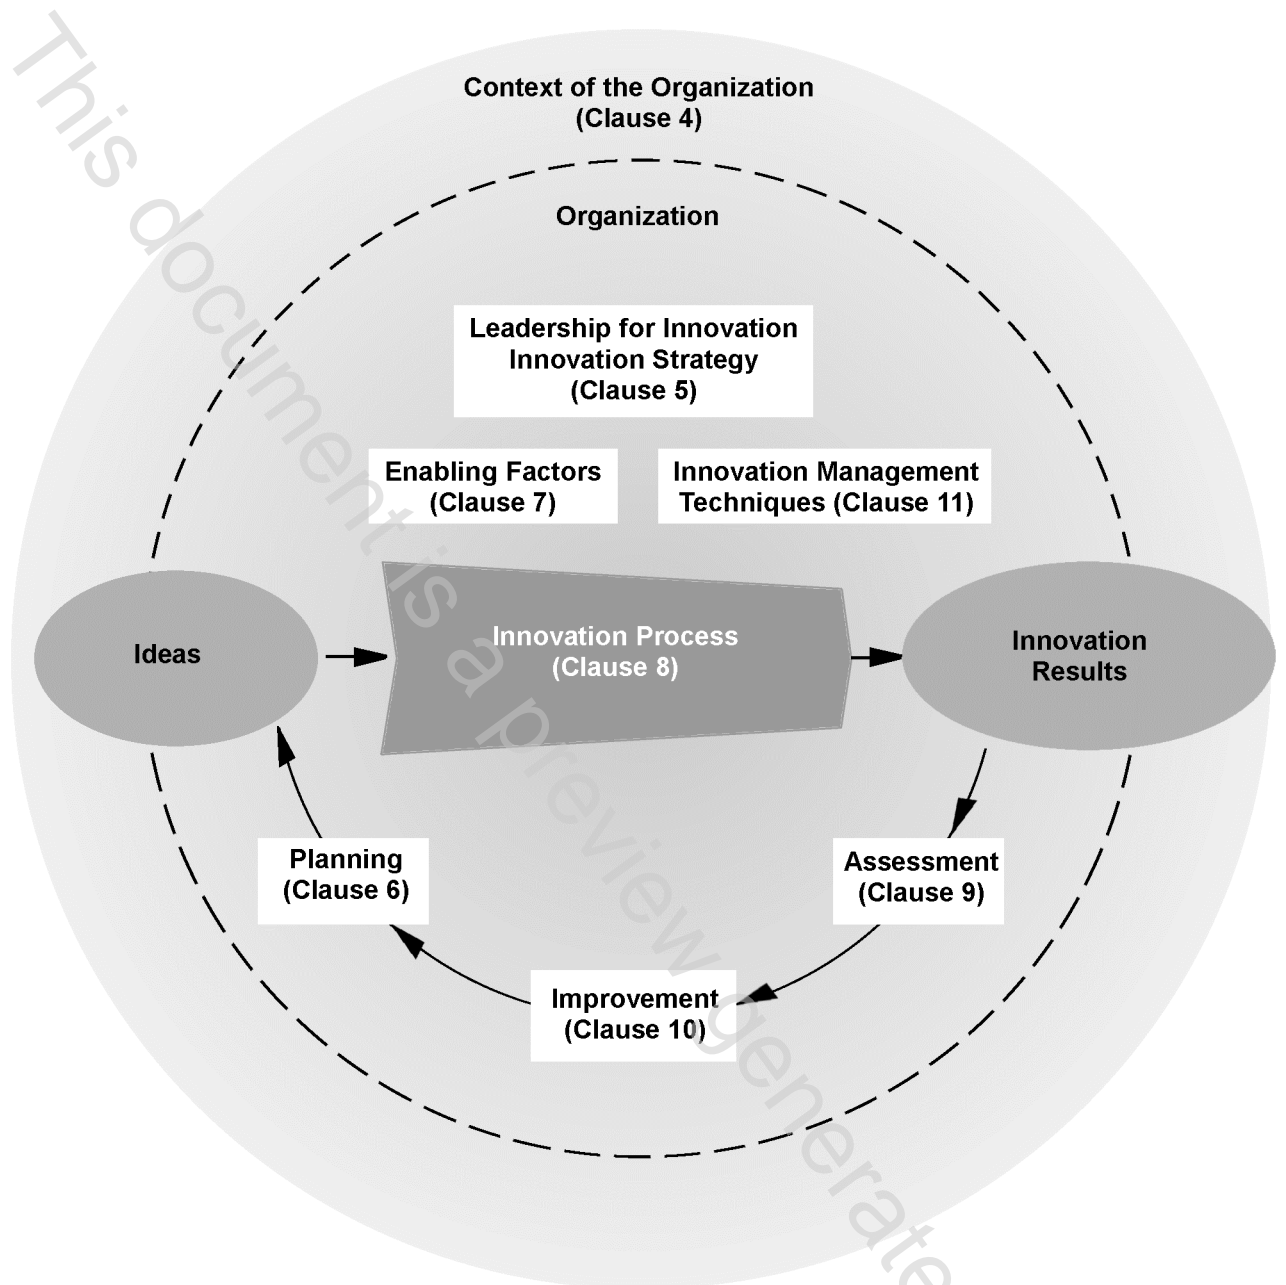 Context of the Organization
(Clause 4)
Organization
Leadership for Innovation
Innovation Strategy
(Clause 5)
Enabling Factors
(Clause 7)
Innovation Management
Techniques (Clause 11)
Ideas
Innovation Process
(Clause 8)
Innovation
Results
Planning
(Clause 6)
Assessment
(Clause 9)
Improvement
(Clause 10)
This document is a preview generate